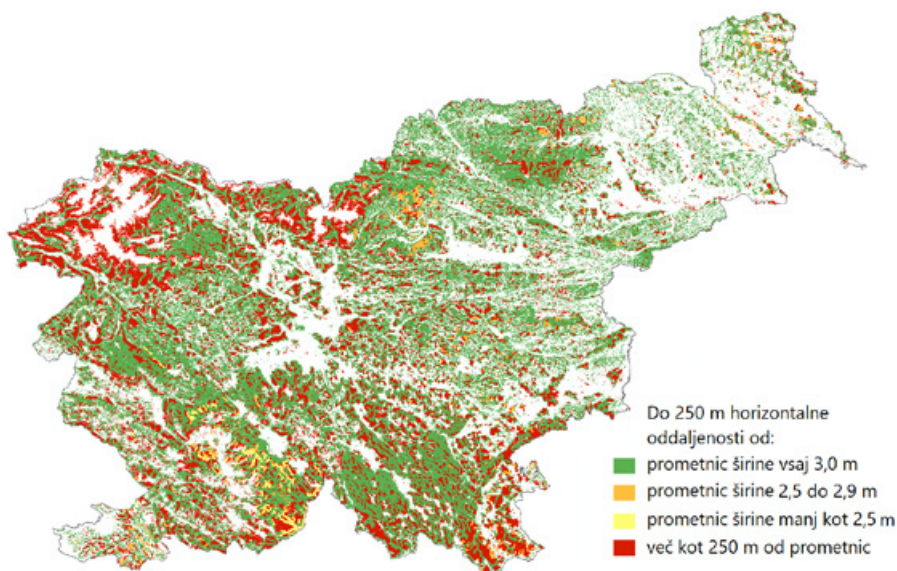 Do 250 m horizontalne
oddaljenosti od:
prometnic širine vsaj 3,0 m
prometnic širine 2,5 do 2,9 m
prometnic širine manj kot 2,5 m
več kot 250 m od prometnic